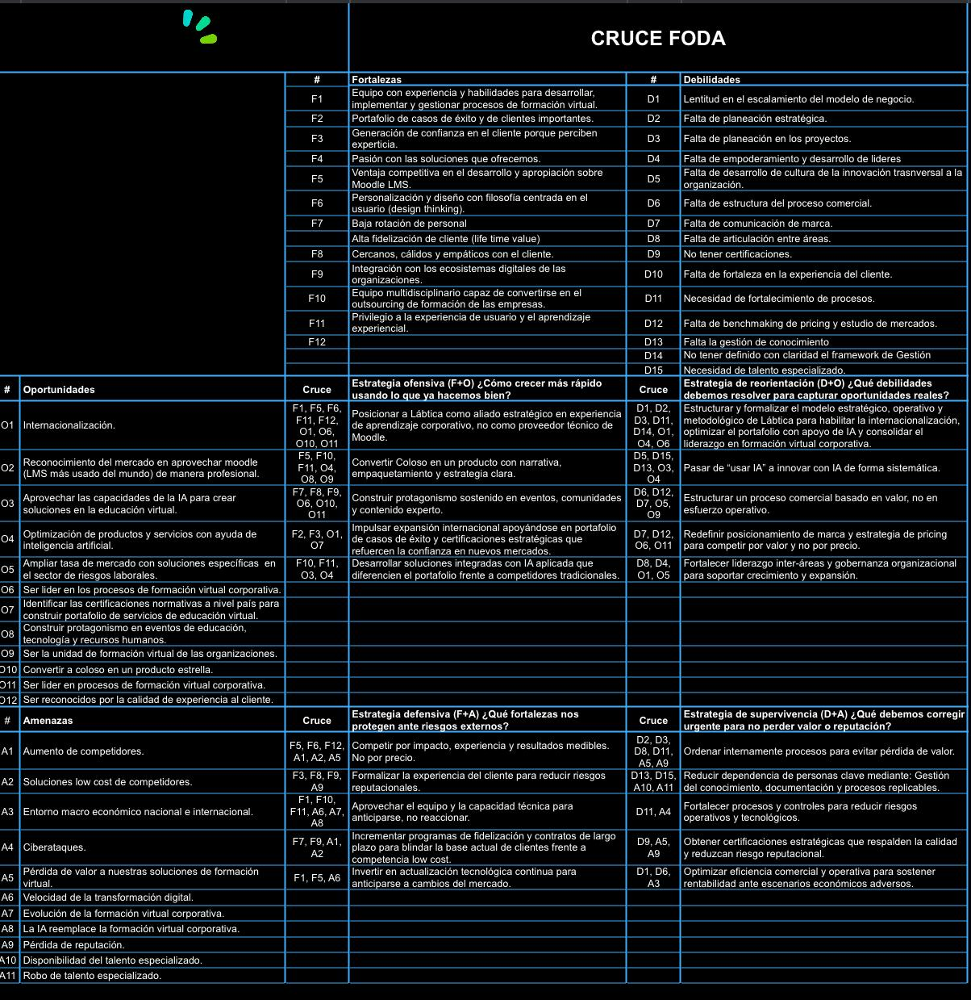 CRUCE FODA
# Fortalezas # Debilidades
F1 Equipo con experiencia y habilidades para desarrollar,
implementar y gestionar procesos de formación virtual.
D1 Lentitud en el escalamiento del modelo de negocio.
F2 Portafolio de casos de éxito y de clientes importantes.
D2 Falta de planeación estratégica.
F3 Generación de confianza en el cliente porque perciben
experticia.
D3 Falta de planeación en los proyectos.
F4 Pasión con las soluciones que ofrecemos.
D4 Falta de empoderamiento y desarrollo de lideres
F5 Ventaja competitiva en el desarrollo y apropiación sobre
Moodle LMS.
D5 Falta de desarrollo de cultura de la innovación trasnversal a la
organización.
F6 Personalización y diseño con filosofía centrada en el
usuario (design thinking).
D6 Falta de estructura del proceso comercial.
F7 Baja rotación de personal
D7 Falta de comunicación de marca.
Alta fidelización de cliente (life time value)
D8 Falta de articulación entre áreas.
F8 Cercanos, cálidos y empáticos con el cliente.
D9 No tener certificaciones.
F9 Integración con los ecosistemas digitales de las
organizaciones.
D10 Falta de fortaleza en la experiencia del cliente.
F10 Equipo multidisciplinario capaz de convertirse en el
outsourcing de formación de las empresas.
D11 Necesidad de fortalecimiento de procesos.
F11 Privilegio a la experiencia de usuario y el aprendizaje
experiencial.
D12 Falta de benchmaking de pricing y estudio de mercados.
F12
D13 Falta la gestión de conocimiento
D14 No tener definido con claridad el framework de Gestión
D15 Necesidad de talento especializado.
# Oportunidades
Cruce
Estrategia ofensiva (F+O) ¿Cómo crecer más rápido
usando lo que ya hacemos bien?
Cruce
Estrategia de reorientación (D+O) ¿Qué debilidades
debemos resolver para capturar oportunidades reales?
O1 Internacionalización.
F1, F5, F6,
F11, F12,
O1, O6,
O10, O11
Posicionar a Lábtica como aliado estratégico en experiencia
de aprendizaje corporativo, no como proveedor técnico de
Moodle.
D1, D2,
D3, D11,
D14, O1,
O4, O6
Estructurar y formalizar el modelo estratégico, operativo y
metodológico de Lábtica para habilitar la internacionalización,
optimizar el portafolio con apoyo de IA y consolidar el
liderazgo en formación virtual corporativa.
O2 Reconocimiento del mercado en aprovechar moodle
(LMS más usado del mundo) de manera profesional.
F5, F10,
F11, O4,
O8, O9
Convertir Coloso en un producto con narrativa,
empaquetamiento y estrategia clara.
D5, D15,
D13, O3,
O4
Pasar de “usar IA” a innovar con IA de forma sistemática.
O3 Aprovechar las capacidades de la IA para crear
soluciones en la educación virtual.
F7, F8, F9,
O6, O10,
O11
Construir protagonismo sostenido en eventos, comunidades
y contenido experto.
D6, D12,
D7, O5,
O9
Estructurar un proceso comercial basado en valor, no en
esfuerzo operativo.
O4 Optimización de productos y servicios con ayuda de
inteligencia artificial.
F2, F3, O1,
O7
Impulsar expansión internacional apoyándose en portafolio
de casos de éxito y certificaciones estratégicas que
refuercen la confianza en nuevos mercados.
D7, D12,
O6, O11
Redefinir posicionamiento de marca y estrategia de pricing
para competir por valor y no por precio.
O5 Ampliar tasa de mercado con soluciones específicas en
el sector de riesgos laborales.
F10, F11,
O3, O4
Desarrollar soluciones integradas con IA aplicada que
diferencien el portafolio frente a competidores tradicionales.
D8, D4,
O1, O5
Fortalecer liderazgo inter-áreas y gobernanza organizacional
para soportar crecimiento y expansión.
O6 Ser lider en los procesos de formación virtual corporativa.
O7 Identificar las certificaciones normativas a nivel país para
construir portafolio de servicios de educación virtual.
O8 Construir protagonismo en eventos de educación,
tecnología y recursos humanos.
O9 Ser la unidad de formación virtual de las organizaciones.
O10 Convertir a coloso en un producto estrella.
O11 Ser lider en procesos de formación virtual corporativa.
O12 Ser reconocidos por la calidad de experiencia al cliente.
# Amenazas
Cruce
Estrategia defensiva (F+A) ¿Qué fortalezas nos
protegen ante riesgos externos?
Cruce
Estrategia de supervivencia (D+A) ¿Qué debemos corregir
urgente para no perder valor o reputación?
A1 Aumento de competidores.
F5, F6, F12,
A1, A2, A5
Competir por impacto, experiencia y resultados medibles.
No por precio.
D2, D3,
D8, D11,
A5, A9
Ordenar internamente procesos para evitar pérdida de valor.
A2 Soluciones low cost de competidores.
F3, F8, F9,
A9
Formalizar la experiencia del cliente para reducir riesgos
reputacionales.
D13, D15,
A10, A11
Reducir dependencia de personas clave mediante: Gestión
del conocimiento, documentación y procesos replicables.
A3 Entorno macro económico nacional e internacional.
F1, F10,
F11, A6, A7,
A8
Aprovechar el equipo y la capacidad técnica para
anticiparse, no reaccionar.
D11, A4
Fortalecer procesos y controles para reducir riesgos
operativos y tecnológicos.
A4 Ciberataques.
F7, F9, A1,
A2
Incrementar programas de fidelización y contratos de largo
plazo para blindar la base actual de clientes frente a
competencia low cost.
D9, A5,
A9
Obtener certificaciones estratégicas que respalden la calidad
y reduzcan riesgo reputacional.
A5 Pérdida de valor a nuestras soluciones de formación
virtual.
F1, F5, A6
Invertir en actualización tecnológica continua para
anticiparse a cambios del mercado.
D1, D6,
A3
Optimizar eficiencia comercial y operativa para sostener
rentabilidad ante escenarios económicos adversos.
A6 Velocidad de la transformación digital.
A7 Evolución de la formación virtual corporativa.
A8 La IA reemplace la formación virtual corporativa.
A9 Pérdida de reputación.
A10 Disponibilidad del talento especializado.
A11 Robo de talento especializado.